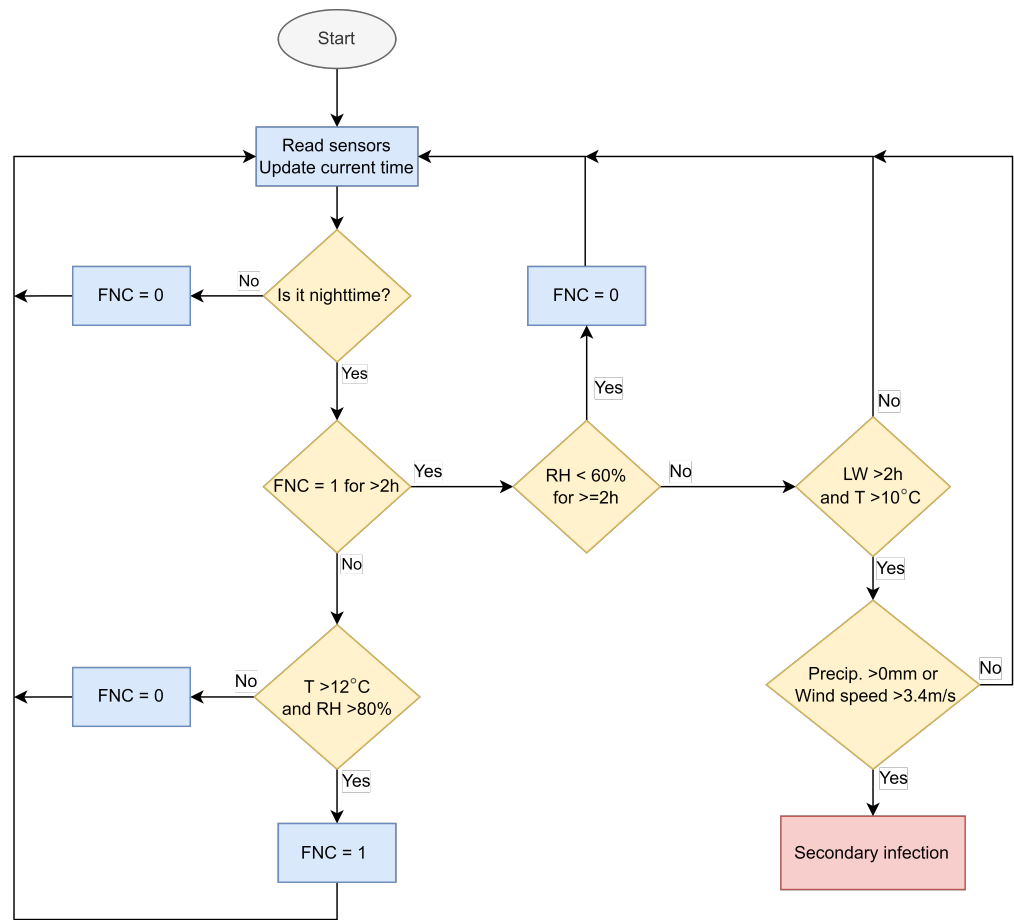 Start
Read sensors
Update current time
No
FNC = 0
Is it nighttime?
FNC = 0
Yes
Yes
No
FNC = 1 for >2h
Yes
RH < 60%
for >=2h
No
LW >2h
and T >10°C
No
Yes
No
FNC = 0
T >12°C
and RH >80%
Precip. >0mm or
Wind speed >3.4m/s
No
Yes
Yes
FNC = 1
Secondary infection